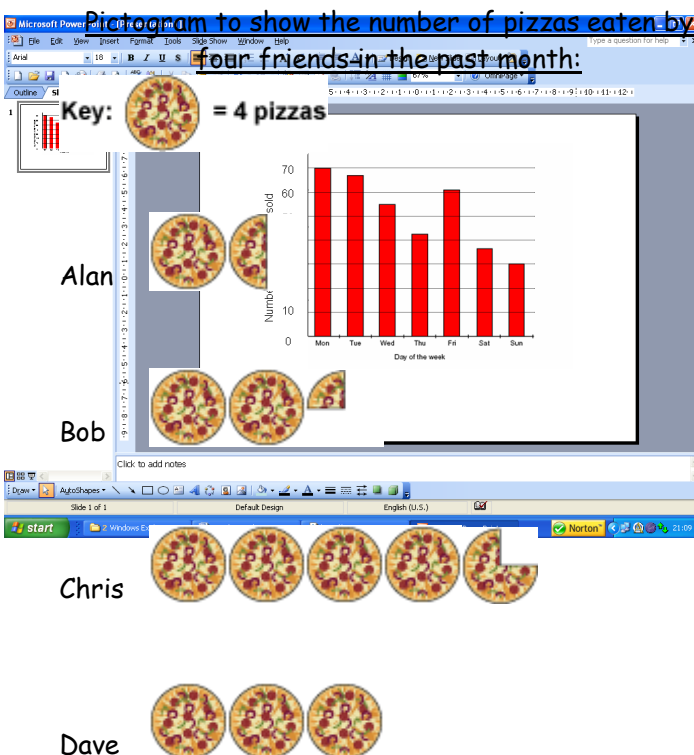 Pictogram to show the number of pizzas eaten by
four friends in the past month:
Microsoft PowerPoint - [Presentation1]
File Edit View Insert Format Tools Slide Show Window Help
Type a question for help
Arial 18 B I U S
67%
OmniPage
Outline
Key: = 4 pizzas
1
70
60
sold
Number
10
0
Mon Tue Wed Thu Fri Sat Sun
Day of the week
Alan
Bob
Click to add notes
Draw AutoShapes
Slide 1 of 1 Default Design English (U.S.)
start 2 Windows Norton 21:09
Chris
Dave